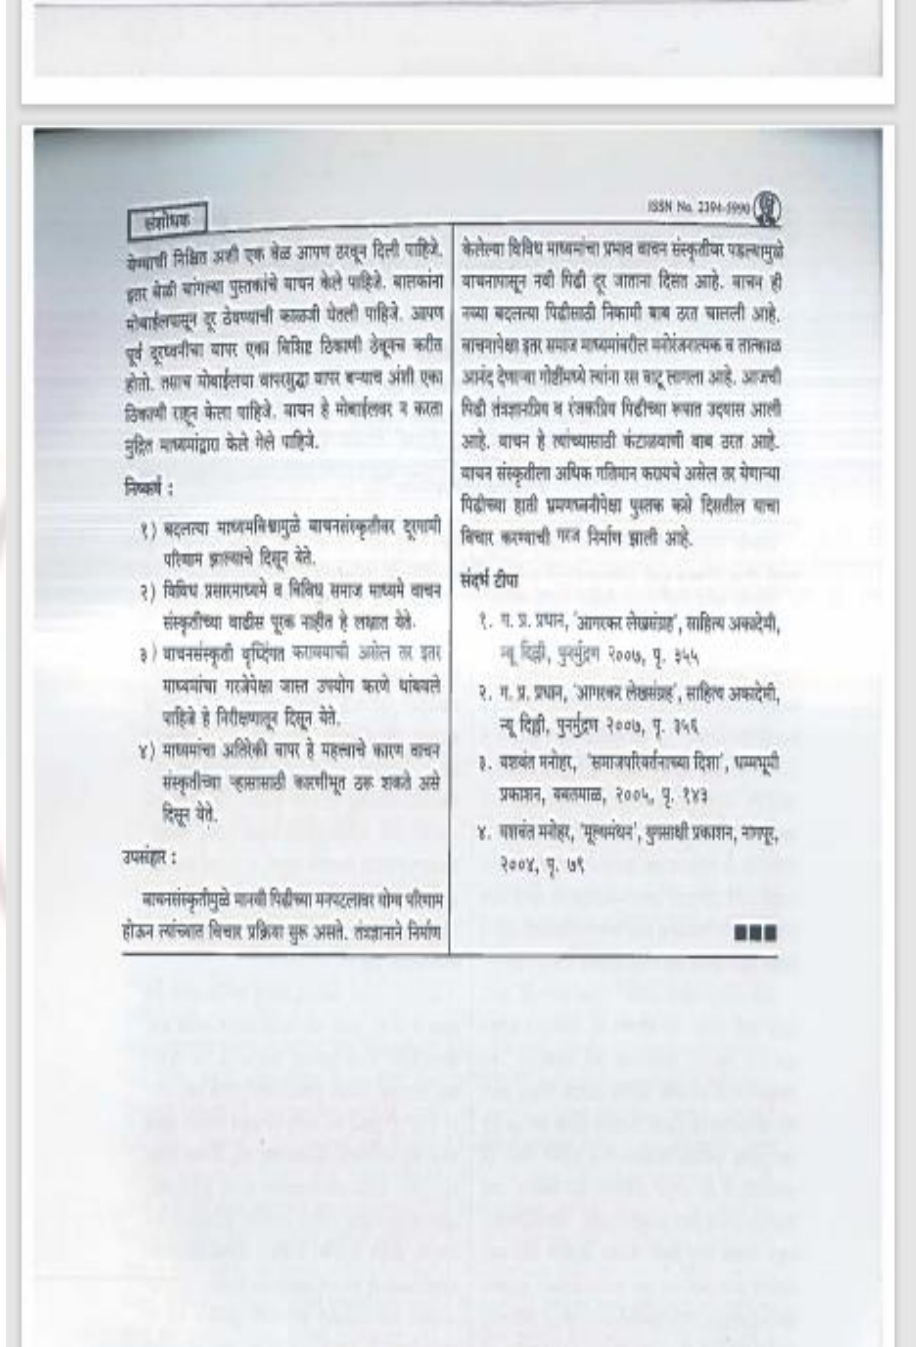 संशोधक
ISSN No. 2394-5990
येण्याची निश्चित अशी एक वेळ आपण ठरवून दिली पाहिजे.
इतर वेळी चांगल्या पुस्तकांचे वाचन केले पाहिजे. बालकांना
मोबाईलपासून दूर ठेवण्याची काळजी घेतली पाहिजे. आपण
पूर्व दूरध्वनीचा वापर एका विशिष्ट ठिकाणी ठेवूनच करीत
होतो. तसाच मोबाईलचा वापरसुद्धा वापर बऱ्याच अंशी एका
ठिकाणी राहून केला पाहिजे. वाचन हे मोबाईलवर न करता
मुद्रित माध्यमांद्वारा केले गेले पाहिजे.
निष्कर्ष :
१) बदलत्या माध्यमविश्वामुळे वाचनसंस्कृतीवर दूरगामी
परिणाम झाल्याचे दिसून येते.
२) विविध प्रसारमाध्यमे व विविध समाज माध्यमे वाचन
संस्कृतीच्या वाढीस पूरक नाहीत हे लक्षात येते.
३) वाचनसंस्कृती वृध्दिंगत करावयाची असेल तर इतर
माध्यमांचा गरजेपेक्षा जास्त उपयोग करणे थांबवले
पाहिजे हे निरीक्षणातून दिसून येते.
४) माध्यमांचा अतिरेकी वापर हे महत्त्वाचे कारण वाचन
संस्कृतीच्या ऱ्हासासाठी कारणीभूत ठरू शकते असे
दिसून येते.
उपसंहार :
वाचनसंस्कृतीमुळे मानवी पिढीच्या मनपटलावर योग्य परिणाम
होऊन त्यांच्यात विचार प्रक्रिया सुरू असते. तंत्रज्ञानाने निर्माण
केलेल्या विविध माध्यमांचा प्रभाव वाचन संस्कृतीवर पडल्यामुळे
वाचनापासून नवी पिढी दूर जाताना दिसत आहे. वाचन ही
नव्या बदलत्या पिढीसाठी निकामी बाब ठरत चालली आहे.
वाचनापेक्षा इतर समाज माध्यमांवरील मनोरंजनात्मक व तात्काळ
आनंद देणाऱ्या गोष्टींमध्ये त्यांना रस वाटू लागला आहे. आजची
पिढी तंत्रज्ञानप्रिय व रंजकप्रिय पिढीच्या रूपात उदयास आली
आहे. वाचन हे त्यांच्यासाठी कंटाळवाणी बाब ठरत आहे.
वाचन संस्कृतीला अधिक गतिमान करायचे असेल तर येणाऱ्या
पिढीच्या हाती भ्रमणध्वनीपेक्षा पुस्तक कसे दिसतील याचा
विचार करण्याची गरज निर्माण झाली आहे.
संदर्भ टीपा
१. ग. प्र. प्रधान, 'आगरकर लेखसंग्रह', साहित्य अकादेमी,
न्यू दिल्ली, पुनर्मुद्रण २००७, पृ. ३५५
२. ग. प्र. प्रधान, 'आगरकर लेखसंग्रह', साहित्य अकादेमी,
न्यू दिल्ली, पुनर्मुद्रण २००७, पृ. ३५६
३. यशवंत मनोहर, 'समाजपरिवर्तनाच्या दिशा', धम्मभूमी
प्रकाशन, यवतमाळ, २००५, पृ. १४३
४. यशवंत मनोहर, 'मूल्यमंथन', युगसाक्षी प्रकाशन, नागपूर,
२००४, पृ. ७९